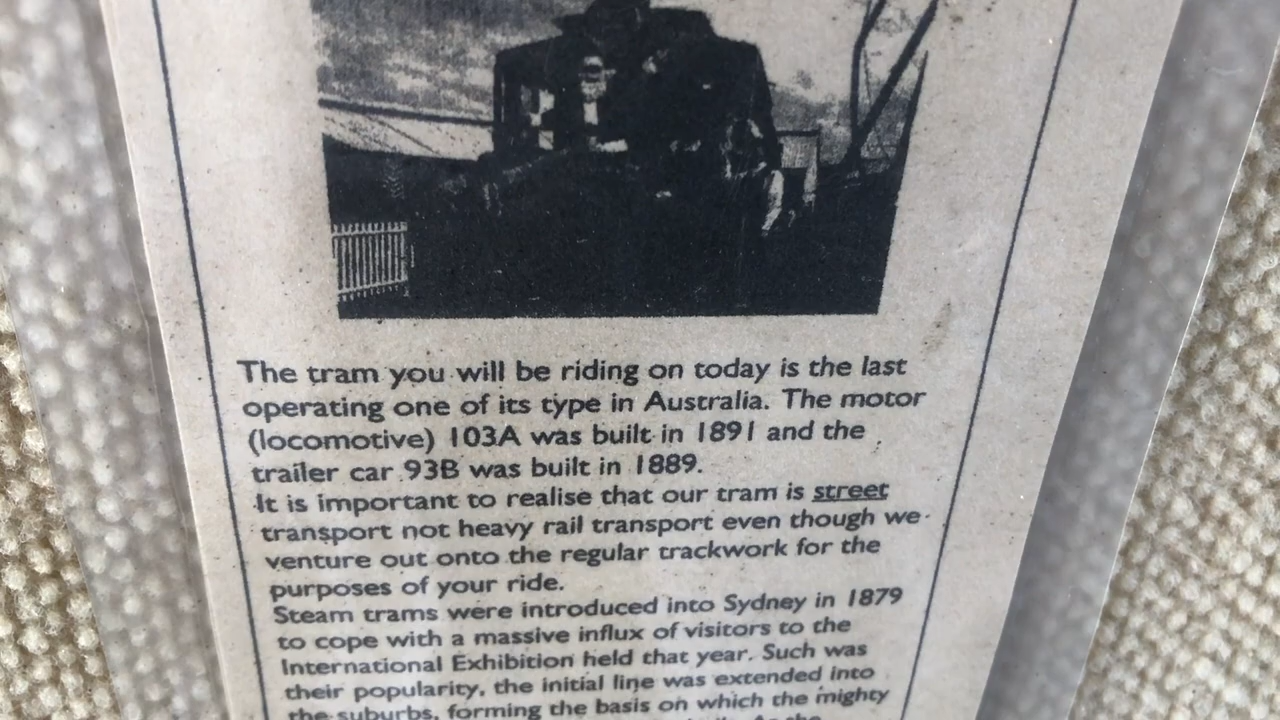 The tram you will be riding on today is the last
operating one of its type in Australia. The motor
(locomotive) 103A was built in 1891 and the
trailer car 93B was built in 1889.
It is important to realise that our tram is street
transport not heavy rail transport even though we
venture out onto the regular trackwork for the
purposes of your ride.
Steam trams were introduced into Sydney in 1879
to cope with a massive influx of visitors to the
International Exhibition held that year. Such was
their popularity, the initial line was extended into
the suburbs, forming the basis on which the mighty